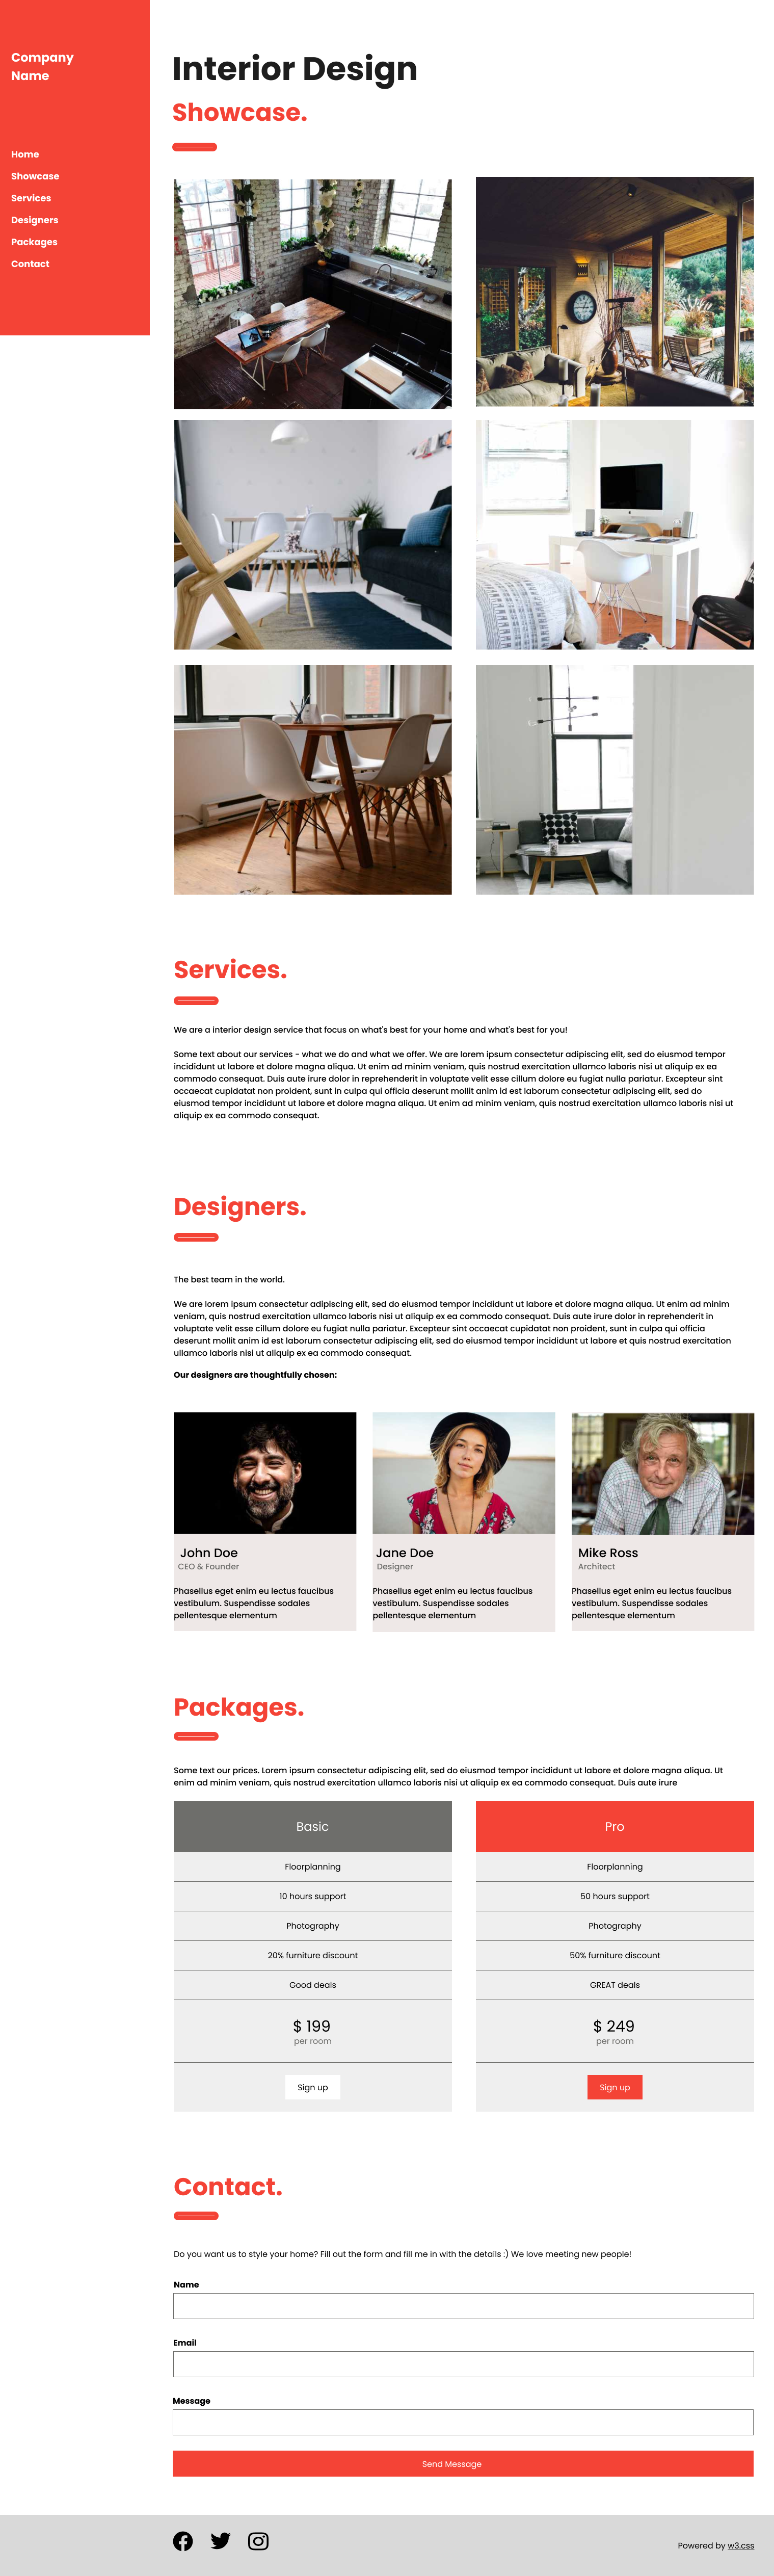 Company
Name
Home
Showcase
Services
Designers
Packages
Contact
Interior Design
Showcase.
Services.
We are a interior design service that focus on what's best for your home and what's best for you!
Some text about our services - what we do and what we offer. We are lorem ipsum consectetur adipiscing elit, sed do eiusmod tempor
incididunt ut labore et dolore magna aliqua. Ut enim ad minim veniam, quis nostrud exercitation ullamco laboris nisi ut aliquip ex ea
commodo consequat. Duis aute irure dolor in reprehenderit in voluptate velit esse cillum dolore eu fugiat nulla pariatur. Excepteur sint
occaecat cupidatat non proident, sunt in culpa qui officia deserunt mollit anim id est laborum consectetur adipiscing elit, sed do
eiusmod tempor incididunt ut labore et dolore magna aliqua. Ut enim ad minim veniam, quis nostrud exercitation ullamco laboris nisi ut
aliquip ex ea commodo consequat.
Designers.
The best team in the world.
We are lorem ipsum consectetur adipiscing elit, sed do eiusmod tempor incididunt ut labore et dolore magna aliqua. Ut enim ad minim
veniam, quis nostrud exercitation ullamco laboris nisi ut aliquip ex ea commodo consequat. Duis aute irure dolor in reprehenderit in
voluptate velit esse cillum dolore eu fugiat nulla pariatur. Excepteur sint occaecat cupidatat non proident, sunt in culpa qui officia
deserunt mollit anim id est laborum consectetur adipiscing elit, sed do eiusmod tempor incididunt ut labore et quis nostrud exercitation
ullamco laboris nisi ut aliquip ex ea commodo consequat.
Our designers are thoughtfully chosen:
John Doe
CEO & Founder
Phasellus eget enim eu lectus faucibus
vestibulum. Suspendisse sodales
pellentesque elementum
Jane Doe
Designer
Phasellus eget enim eu lectus faucibus
vestibulum. Suspendisse sodales
pellentesque elementum
Mike Ross
Architect
Phasellus eget enim eu lectus faucibus
vestibulum. Suspendisse sodales
pellentesque elementum
Packages.
Some text our prices. Lorem ipsum consectetur adipiscing elit, sed do eiusmod tempor incididunt ut labore et dolore magna aliqua. Ut
enim ad minim veniam, quis nostrud exercitation ullamco laboris nisi ut aliquip ex ea commodo consequat. Duis aute irure
Basic
Floorplanning
10 hours support
Photography
20% furniture discount
Good deals
$ 199
per room
Sign up
Pro
Floorplanning
50 hours support
Photography
50% furniture discount
GREAT deals
$ 249
per room
Sign up
Contact.
Do you want us to style your home? Fill out the form and fill me in with the details :) We love meeting new people!
Name
Email
Message
Send Message
Powered by w3.css